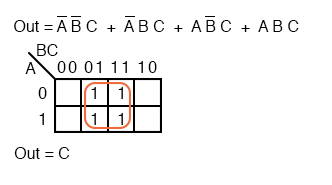 Out = A̅ B̅ C + A̅ B C + A B̅ C + A B C
BC
A 00 01 11 10
0 1 1
1 1 1
Out = C